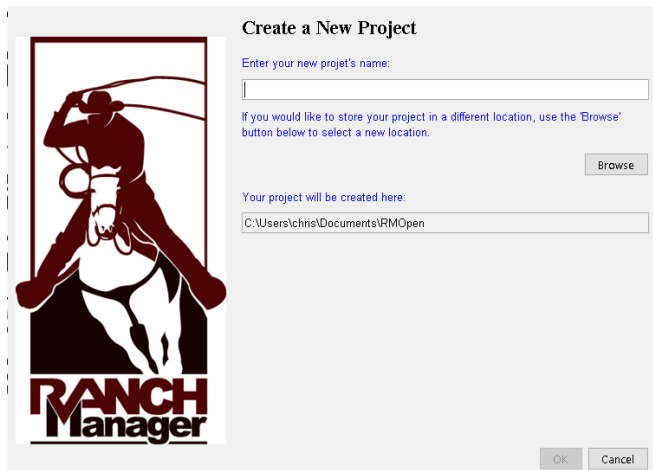 Create a New Project
Enter your new projet's name:
If you would like to store your project in a different location, use the 'Browse'
button below to select a new location.
Browse
Your project will be created here:
C:\Users\chris\Documents\RMOpen
RANCH
Manager
OK
Cancel